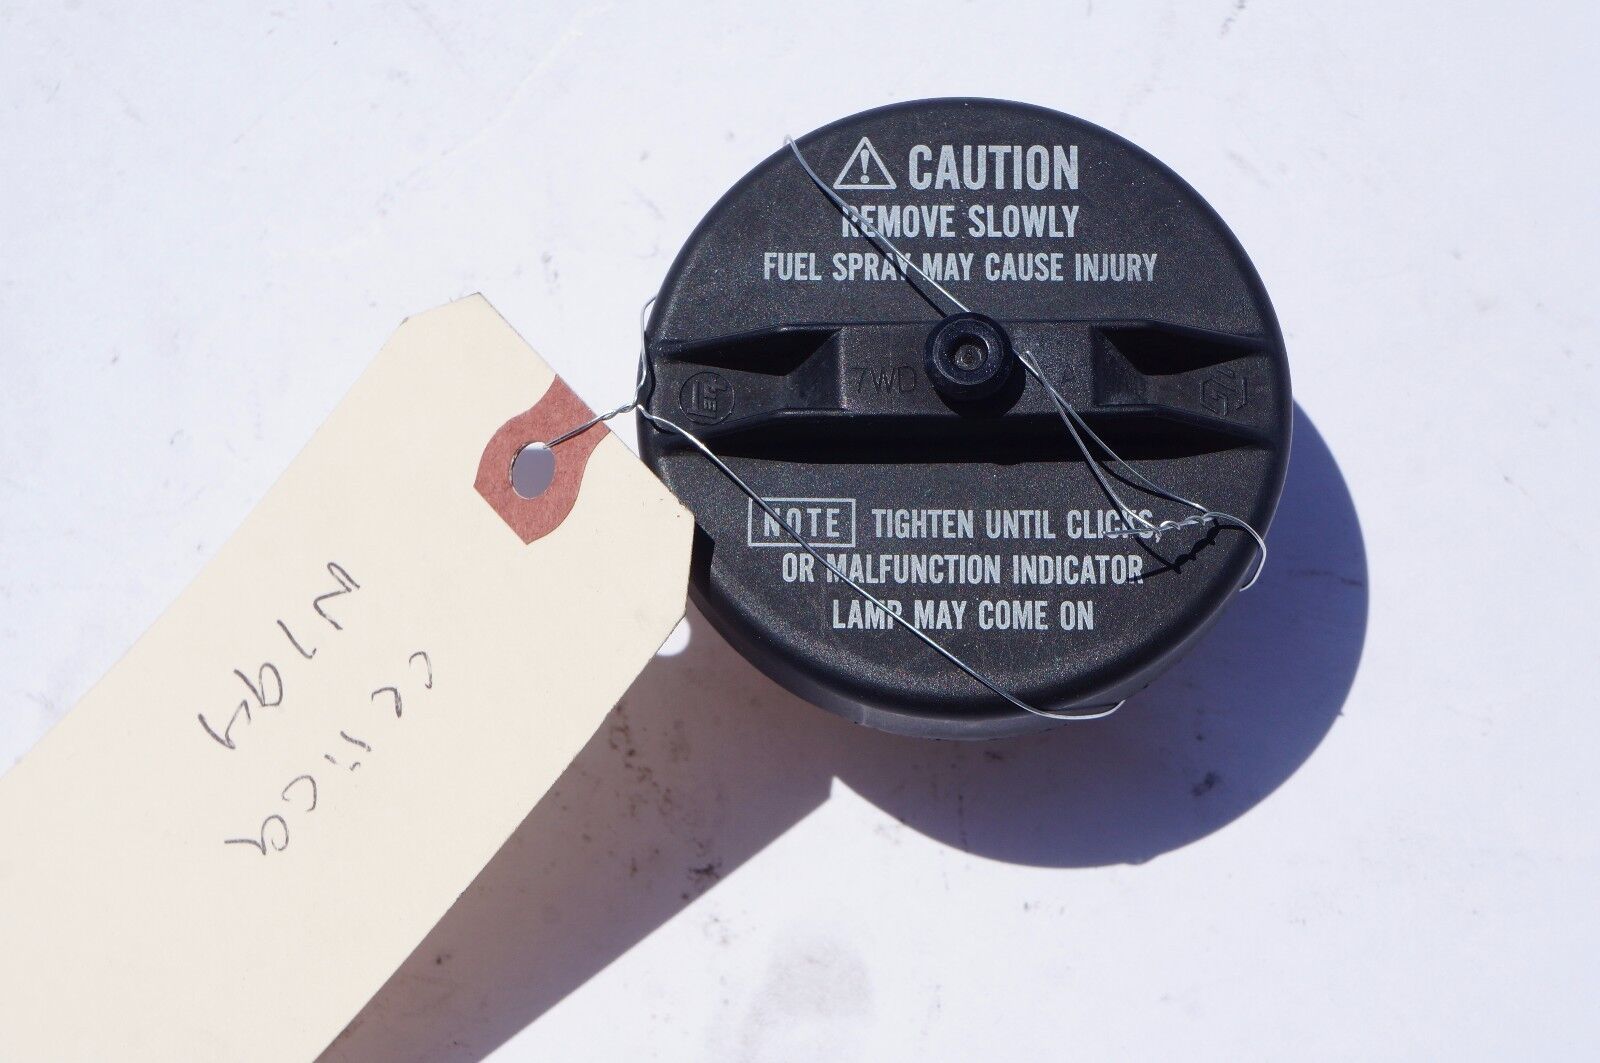 CAUTION
REMOVE SLOWLY
FUEL SPRAY MAY CAUSE INJURY
7WD A
NOTE TIGHTEN UNTIL CLICKS,
OR MALFUNCTION INDICATOR
LAMP MAY COME ON
N794
celica